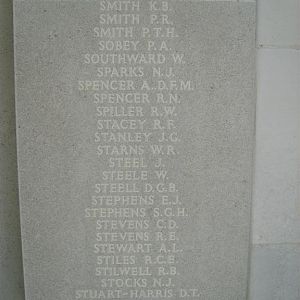 SMITH K.B.
SMITH P.R.
SMITH P.T.H.
SOBEY P.A.
SOUTHWARD W.
SPARKS N.J.
SPENCER A., D.F.M.
SPENCER R.N.
SPILLER R.W.
STACEY R.F.
STANLEY J.G.
STARNS W.R.
STEEL J.
STEELE W.
STEELL D.G.B.
STEPHENS E.J.
STEPHENS S.G.H.
STEVENS C.D.
STEVENS R.E.
STEWART A.L.
STILES R.C.E.
STILWELL R.B.
STOCKS N.J.
STUART-HARRIS D.T.